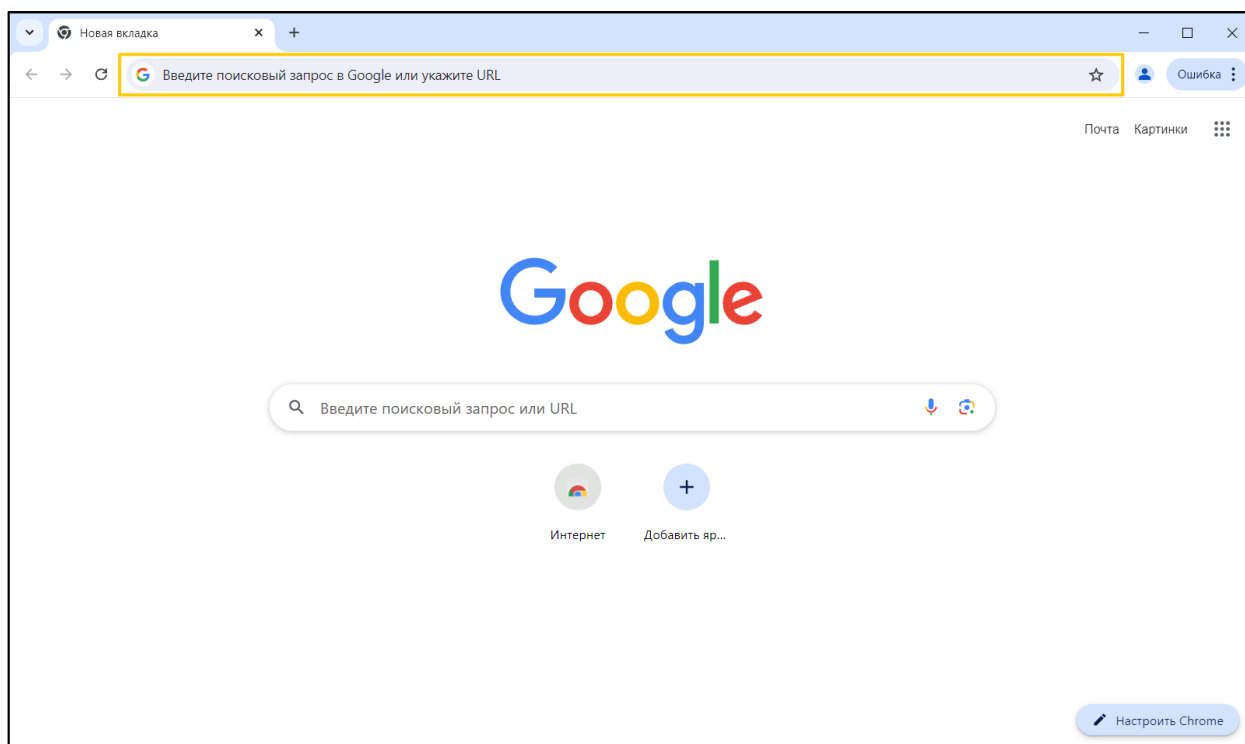 Новая вкладка
Введите поисковый запрос в Google или укажите URL
Ошибка
Почта Картинки
Google
Введите поисковый запрос или URL
Интернет Добавить яр...
Настроить Chrome